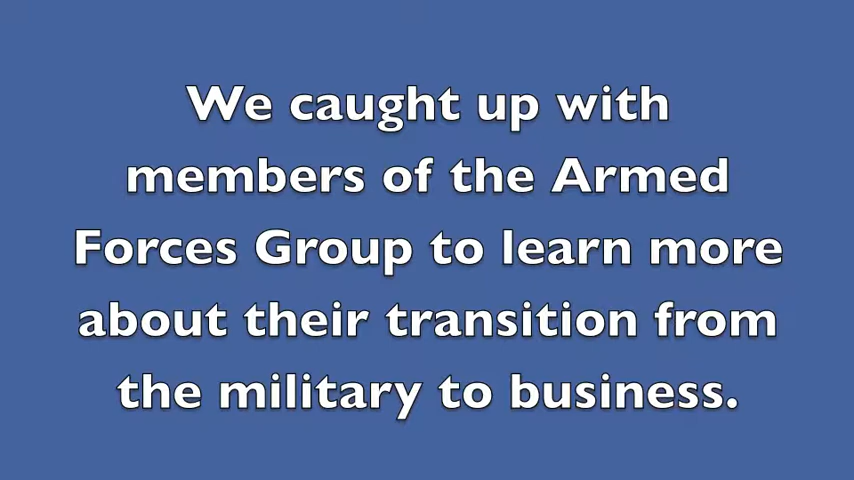 We caught up with
members of the Armed
Forces Group to learn more
about their transition from
the military to business.